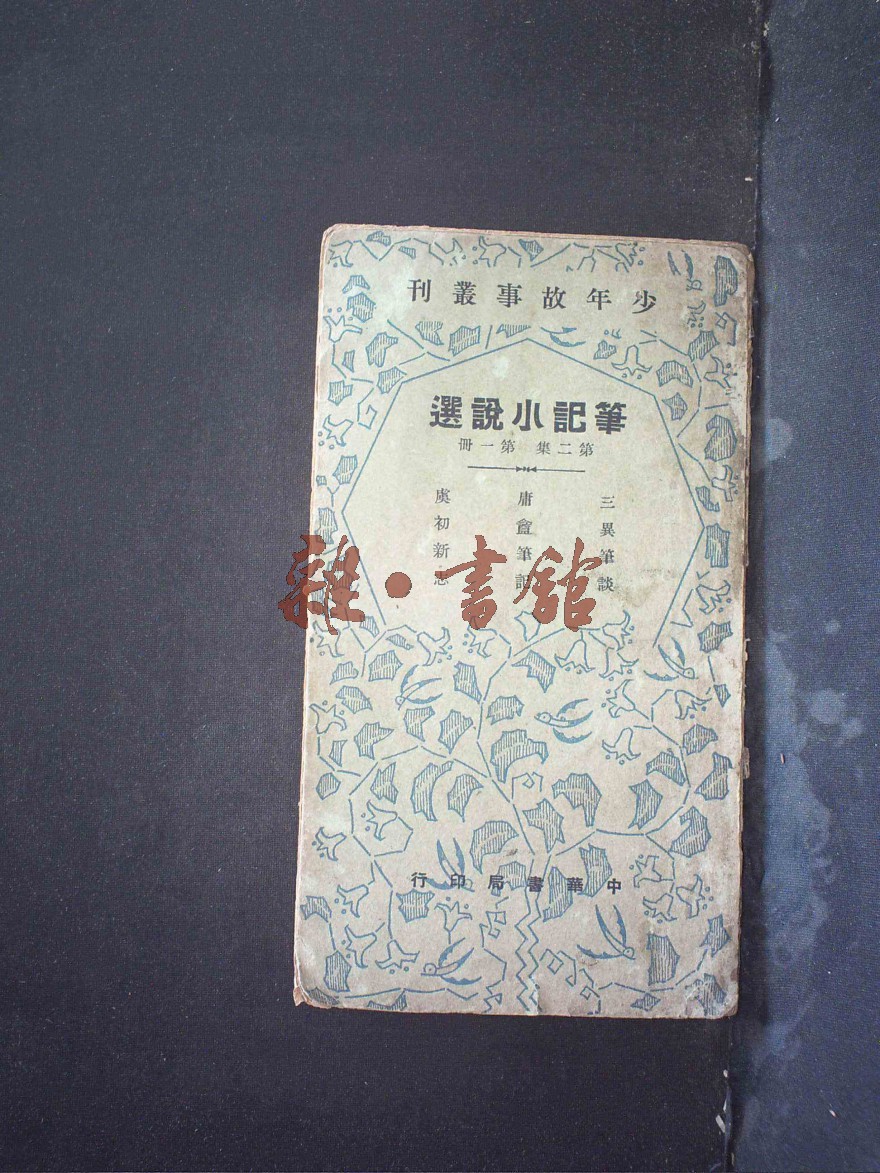 少年故事叢刊
筆記小說選
第二集 第一冊
三異筆談
庸盦筆記
虞初新志
雜·書館
中華書局印行